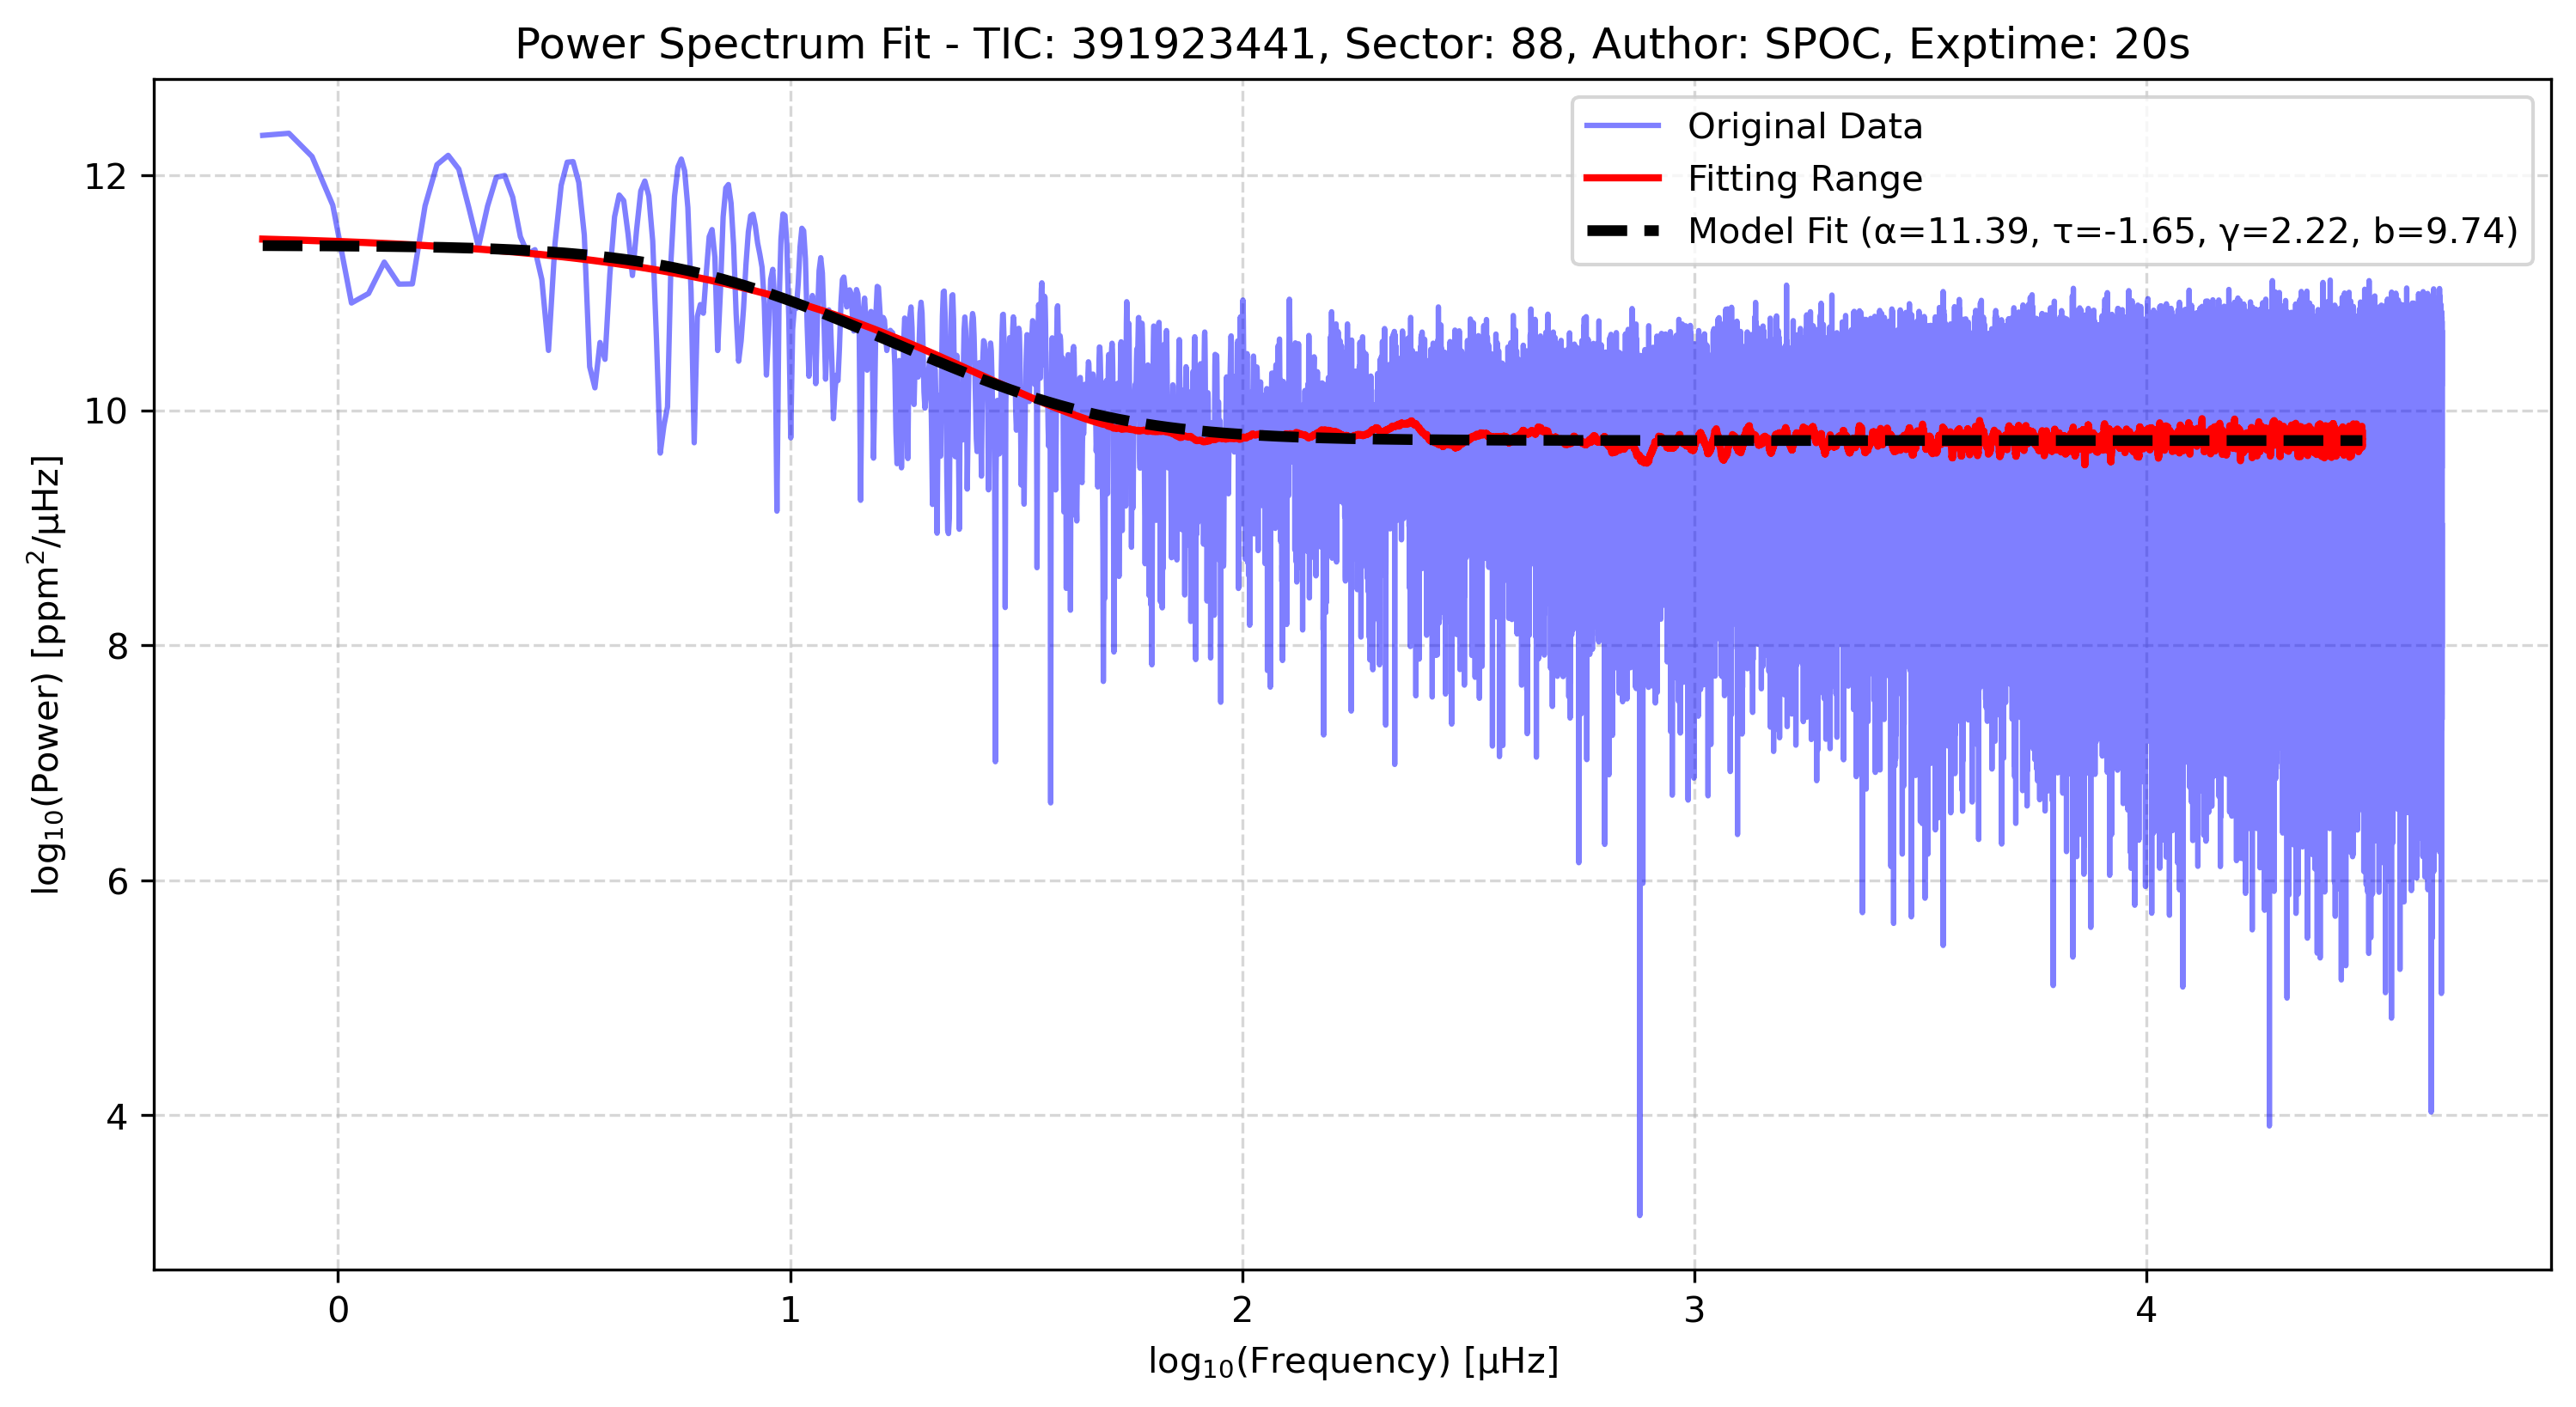 Power Spectrum Fit - TIC: 391923441, Sector: 88, Author: SPOC, Exptime: 20s
Original Data
Fitting Range
Model Fit (α=11.39, τ=-1.65, γ=2.22, b=9.74)
log₁₀(Power) [ppm²/μHz]
12
10
8
6
4
0 1 2 3 4
log₁₀(Frequency) [μHz]